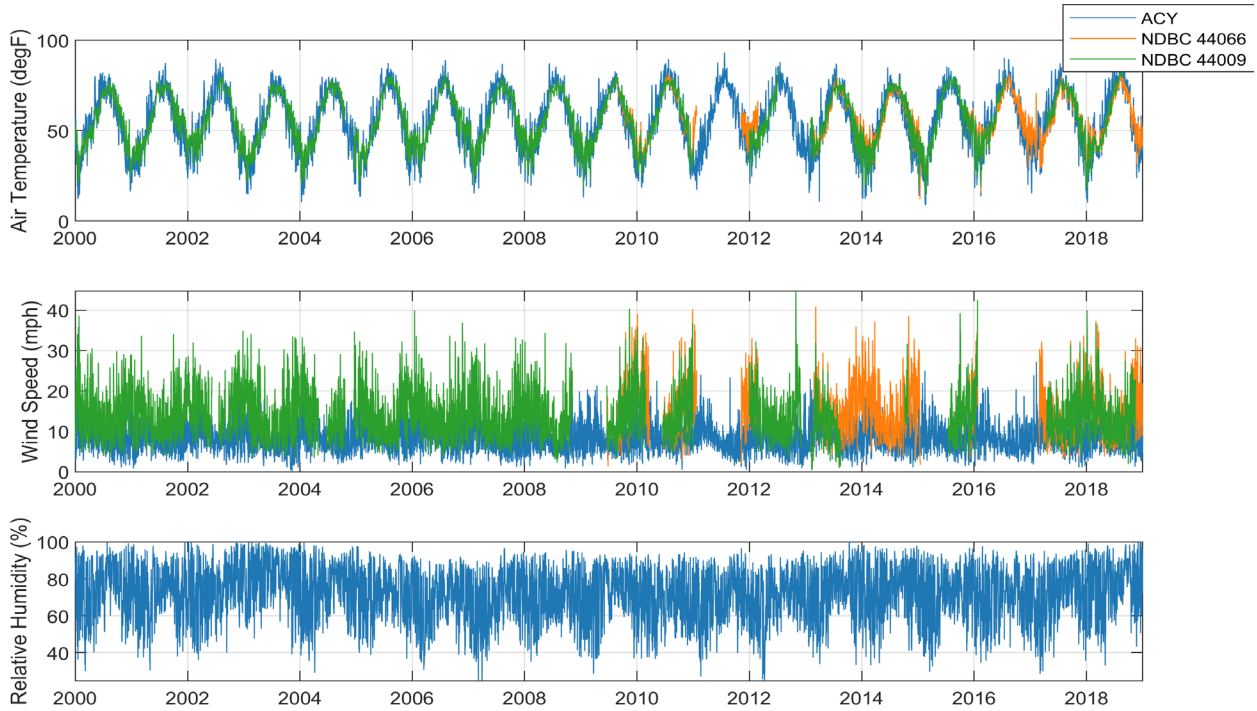 ACY
NDBC 44066
NDBC 44009
Air Temperature (degF)
100
50
0
2000 2002 2004 2006 2008 2010 2012 2014 2016 2018
Wind Speed (mph)
40
30
20
10
0
2000 2002 2004 2006 2008 2010 2012 2014 2016 2018
Relative Humidity (%)
100
80
60
40
2000 2002 2004 2006 2008 2010 2012 2014 2016 2018